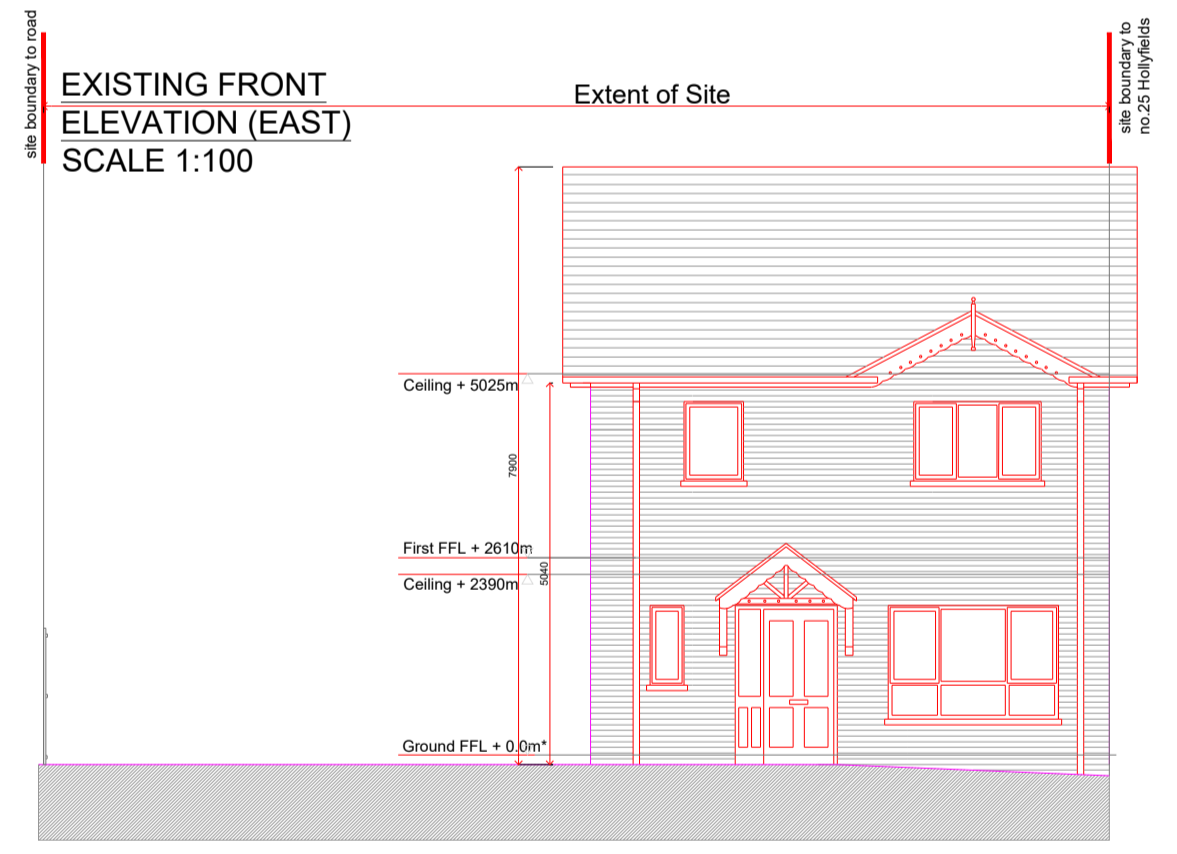 site boundary to road
EXISTING FRONT
ELEVATION (EAST)
SCALE 1:100
Extent of Site
site boundary to
no.25 Hollyfields
Ceiling + 5025m
7900
First FFL + 2610m
Ceiling + 2390m
5040
Ground FFL + 0.0m*